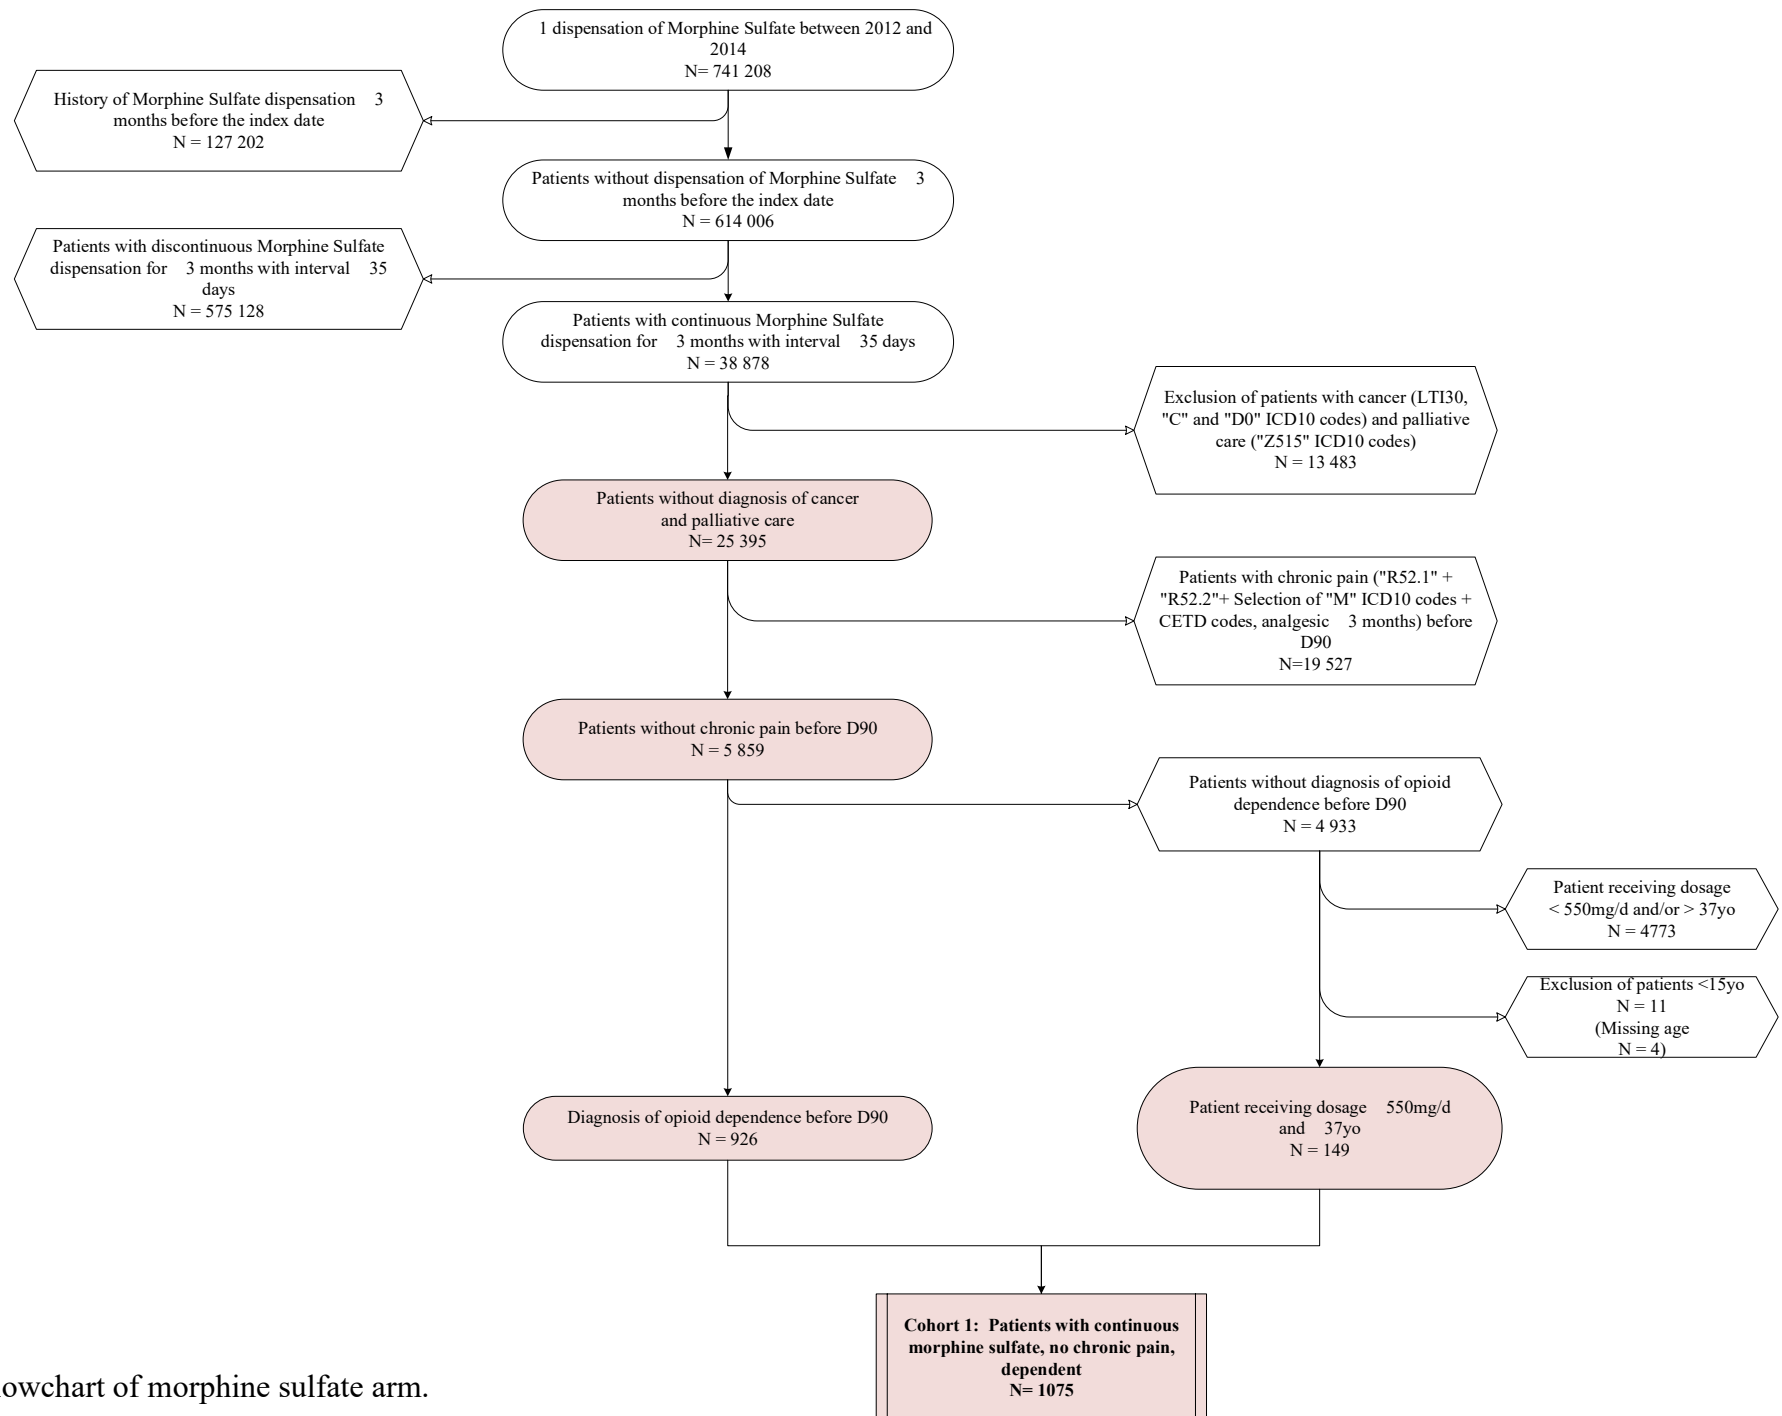 1 dispensation of Morphine Sulfate between 2012 and
2014
N= 741 208
History of Morphine Sulfate dispensation 3
months before the index date
N = 127 202
Patients without dispensation of Morphine Sulfate 3
months before the index date
N = 614 006
Patients with discontinuous Morphine Sulfate
dispensation for 3 months with interval 35
days
N = 575 128
Patients with continuous Morphine Sulfate
dispensation for 3 months with interval 35 days
N = 38 878
Exclusion of patients with cancer (LTI30,
"C" and "D0" ICD10 codes) and palliative
care ("Z515" ICD10 codes)
N = 13 483
Patients without diagnosis of cancer
and palliative care
N= 25 395
Patients with chronic pain ("R52.1" +
"R52.2"+ Selection of "M" ICD10 codes +
CETD codes, analgesic 3 months) before
D90
N=19 527
Patients without chronic pain before D90
N = 5 859
Patients without diagnosis of opioid
dependence before D90
N = 4 933
Patient receiving dosage
< 550mg/d and/or > 37yo
N = 4773
Exclusion of patients <15yo
N = 11
(Missing age
N = 4)
Diagnosis of opioid dependence before D90
N = 926
Patient receiving dosage 550mg/d
and 37yo
N = 149
Cohort 1: Patients with continuous
morphine sulfate, no chronic pain,
dependent
N= 1075
lowchart of morphine sulfate arm.